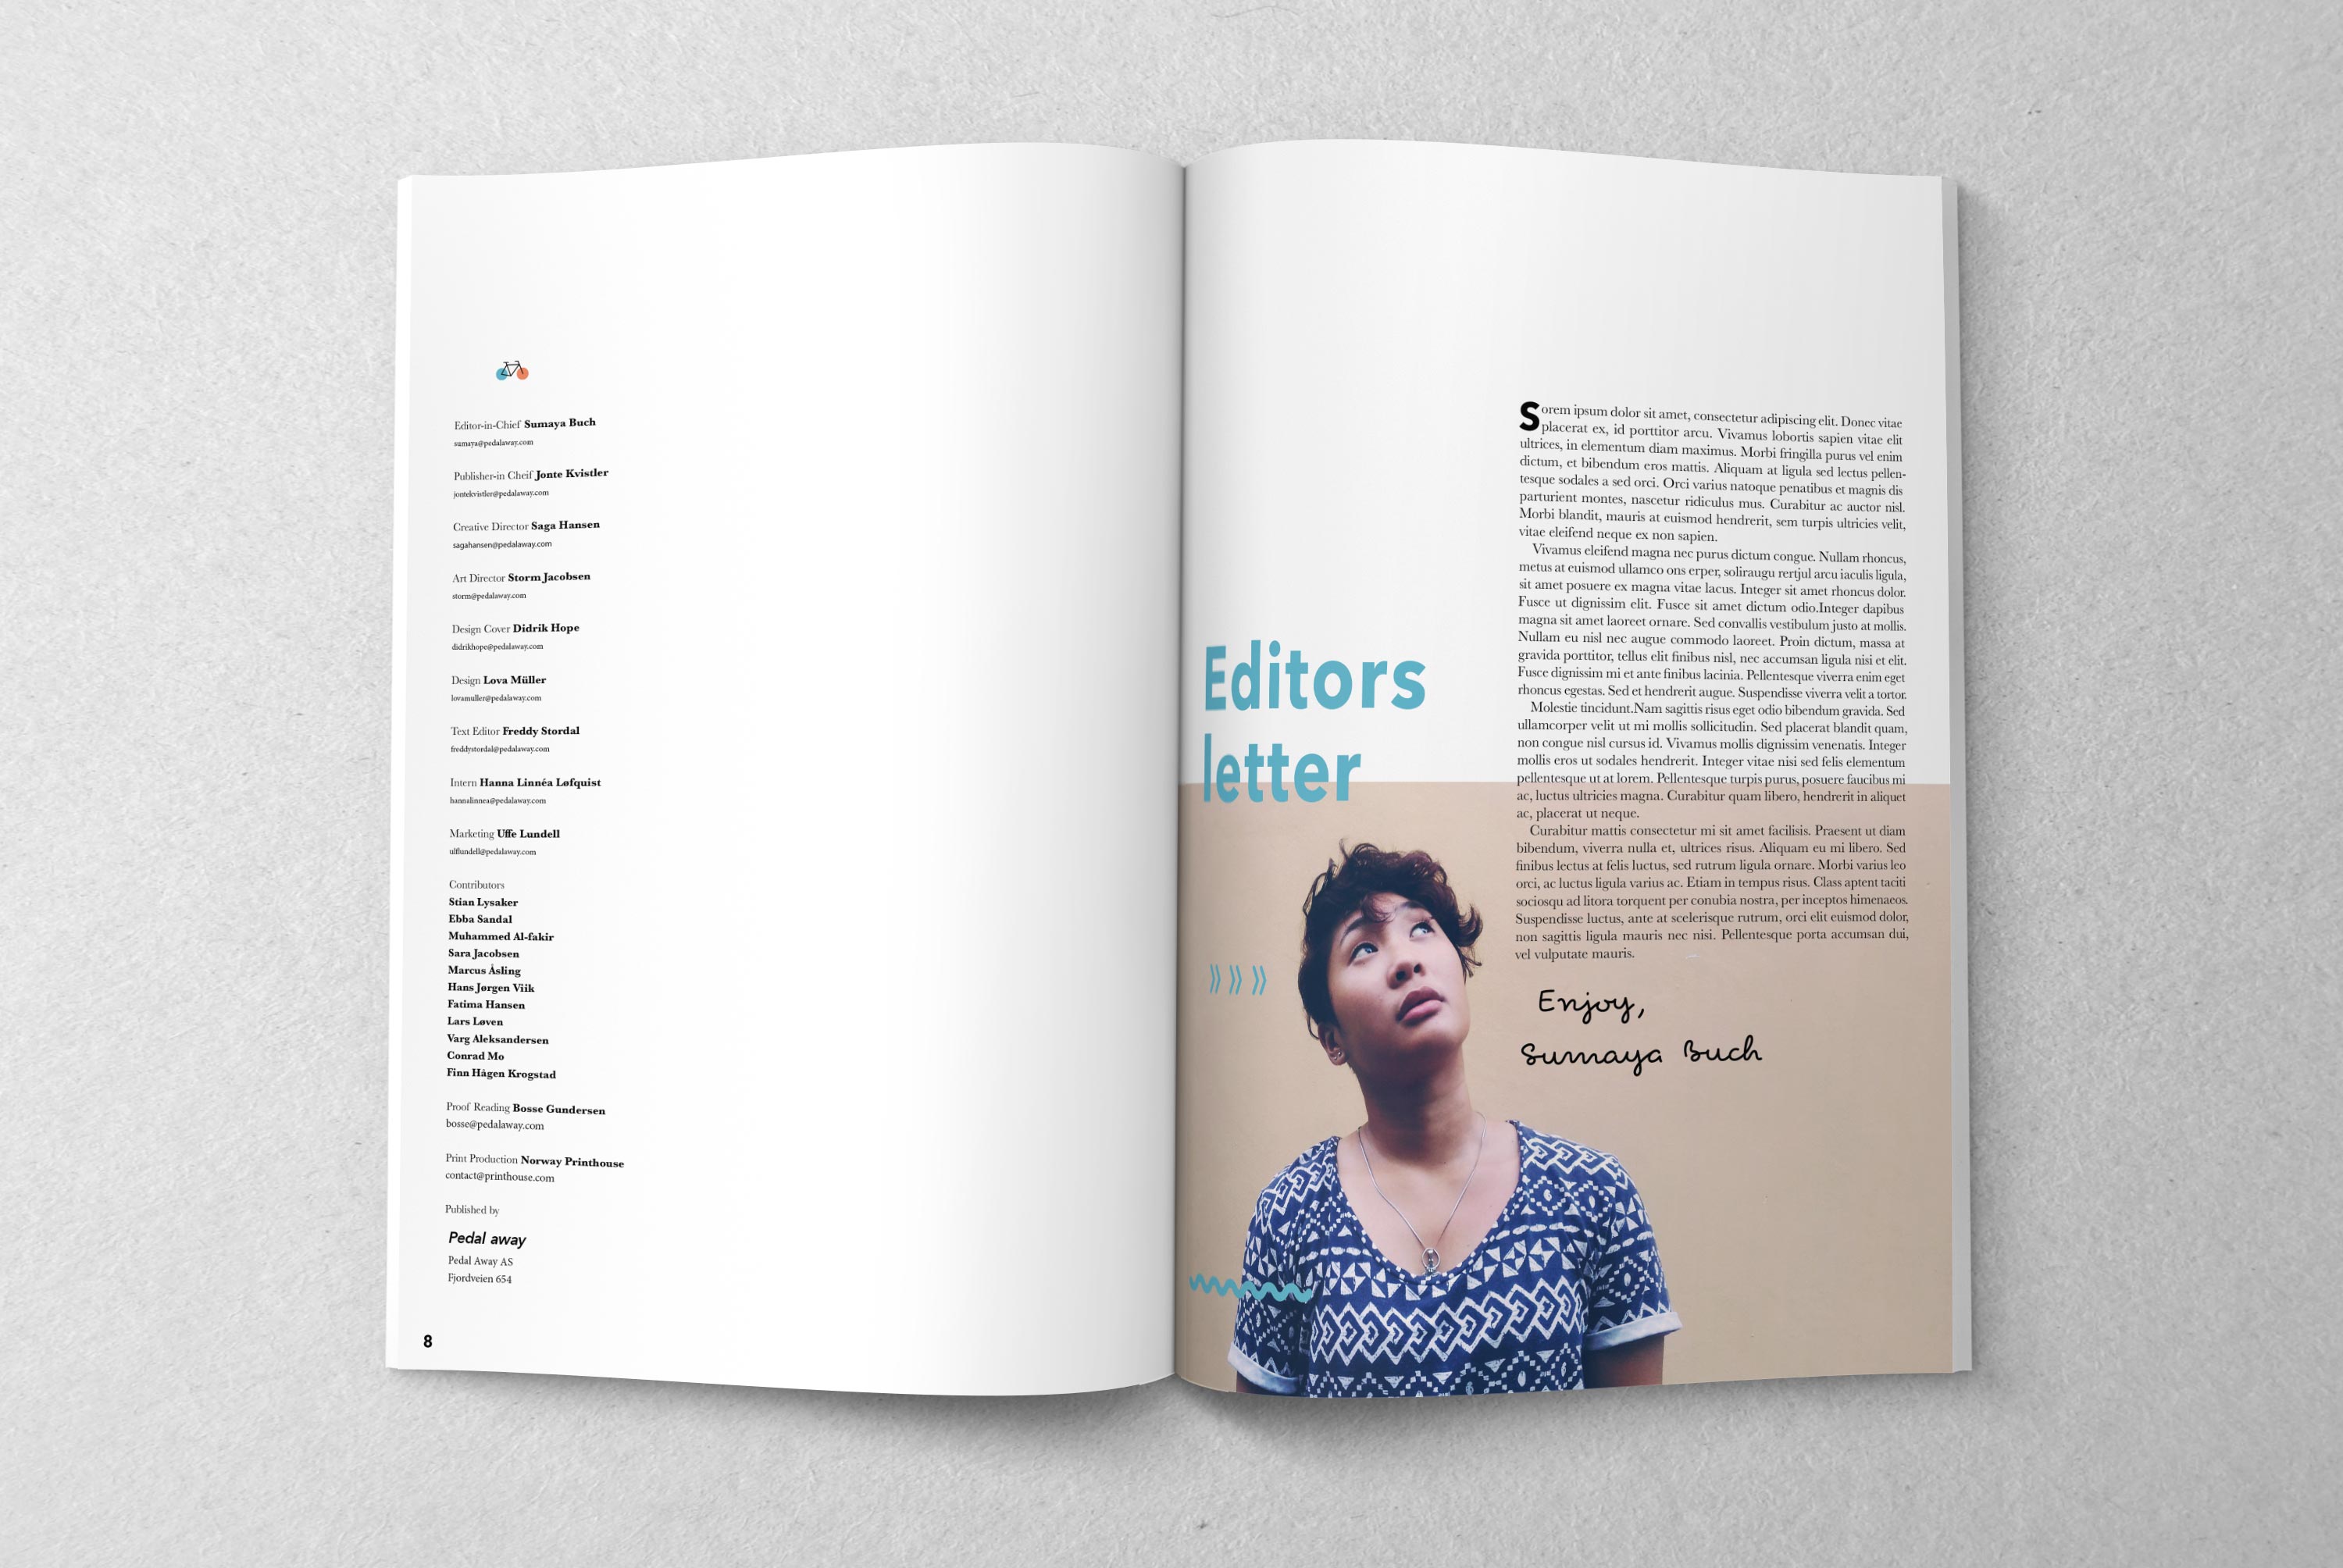 Editor-in-Chief Sumaya Buch
sumaya@pedalaway.com
Publisher-in Cheif Jonte Kvistler
jontekvistler@pedalaway.com
Creative Director Saga Hansen
sagahansen@pedalaway.com
Art Director Storm Jacobsen
storm@pedalaway.com
Design Cover Didrik Hope
didrikhope@pedalaway.com
Design Lova Müller
lovamuller@pedalaway.com
Text Editor Freddy Stordal
freddystordal@pedalaway.com
Intern Hanna Linnéa Løfquist
hannalinnea@pedalaway.com
Marketing Uffe Lundell
ulflundell@pedalaway.com
Contributors
Stian Lysaker
Ebba Sandal
Muhammed Al-fakir
Sara Jacobsen
Marcus Åsling
Hans Jørgen Viik
Fatima Hansen
Lars Løven
Varg Aleksandersen
Conrad Mo
Finn Hågen Krogstad
Proof Reading Bosse Gundersen
bosse@pedalaway.com
Print Production Norway Printhouse
contact@printhouse.com
Published by
Pedal away
Pedal Away AS
Fjordveien 654
8
Editors
letter
Sorem ipsum dolor sit amet, consectetur adipiscing elit. Donec vitae
placerat ex, id porttitor arcu. Vivamus lobortis sapien vitae elit
ultrices, in elementum diam maximus. Morbi fringilla purus vel enim
dictum, et bibendum eros mattis. Aliquam at ligula sed lectus pellen-
tesque sodales a sed orci. Orci varius natoque penatibus et magnis dis
parturient montes, nascetur ridiculus mus. Curabitur ac auctor nisl.
Morbi blandit, mauris at euismod hendrerit, sem turpis ultricies velit,
vitae eleifend neque ex non sapien.
Vivamus eleifend magna nec purus dictum congue. Nullam rhoncus,
metus at euismod ullamco ons erper, soliraugu rertjul arcu iaculis ligula,
sit amet posuere ex magna vitae lacus. Integer sit amet rhoncus dolor.
Fusce ut dignissim elit. Fusce sit amet dictum odio.Integer dapibus
magna sit amet laoreet ornare. Sed convallis vestibulum justo at mollis.
Nullam eu nisl nec augue commodo laoreet. Proin dictum, massa at
gravida porttitor, tellus elit finibus nisl, nec accumsan ligula nisi et elit.
Fusce dignissim mi et ante finibus lacinia. Pellentesque viverra enim eget
rhoncus egestas. Sed et hendrerit augue. Suspendisse viverra velit a tortor.
Molestie tincidunt.Nam sagittis risus eget odio bibendum gravida. Sed
ullamcorper velit ut mi mollis sollicitudin. Sed placerat blandit quam,
non congue nisl cursus id. Vivamus mollis dignissim venenatis. Integer
mollis eros ut sodales hendrerit. Integer vitae nisi sed felis elementum
pellentesque ut at lorem. Pellentesque turpis purus, posuere faucibus mi
ac, luctus ultricies magna. Curabitur quam libero, hendrerit in aliquet
ac, placerat ut neque.
Curabitur mattis consectetur mi sit amet facilisis. Praesent ut diam
bibendum, viverra nulla et, ultrices risus. Aliquam eu mi libero. Sed
finibus lectus at felis luctus, sed rutrum ligula ornare. Morbi varius leo
orci, ac luctus ligula varius ac. Etiam in tempus risus. Class aptent taciti
sociosqu ad litora torquent per conubia nostra, per inceptos himenaeos.
Suspendisse luctus, ante at scelerisque rutrum, orci elit euismod dolor,
non sagittis ligula mauris nec nisi. Pellentesque porta accumsan dui,
vel vulputate mauris.
Enjoy,
Sumaya Buch